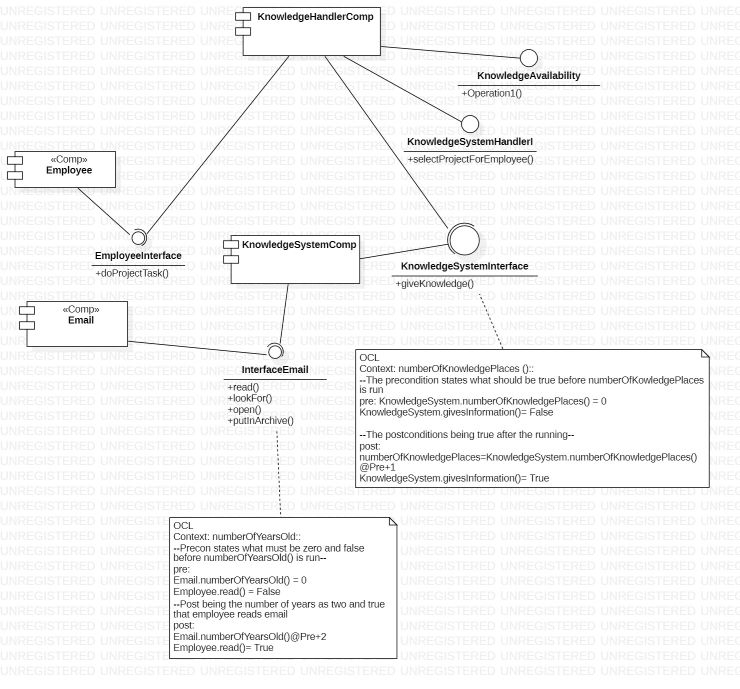 KnowledgeHandlerComp
KnowledgeAvailability
+Operation1()
KnowledgeSystemHandlerI
+selectProjectForEmployee()
«Comp»
Employee
EmployeeInterface
+doProjectTask()
KnowledgeSystemComp
KnowledgeSystemInterface
+giveKnowledge()
«Comp»
Email
InterfaceEmail
+read()
+lookFor()
+open()
+putInArchive()
OCL
Context: numberOfKnowledgePlaces ()::
--The precondition states what should be true before numberOfKowledgePlaces
is run
pre: KnowledgeSystem.numberOfKnowledgePlaces() = 0
KnowledgeSystem.givesInformation()= False
--The postconditions being true after the running--
post:
numberOfKnowledgePlaces=KnowledgeSystem.numberOfKnowledgePlaces()
@Pre+1
KnowledgeSystem.givesInformation()= True
OCL
Context: numberOfYearsOld::
--Precon states what must be zero and false
before numberOfYearsOld() is run--
pre:
Email.numberOfYearsOld() = 0
Employee.read() = False
--Post being the number of years as two and true
that employee reads email
post:
Email.numberOfYearsOld()@Pre+2
Employee.read()= True
UNREGISTERED